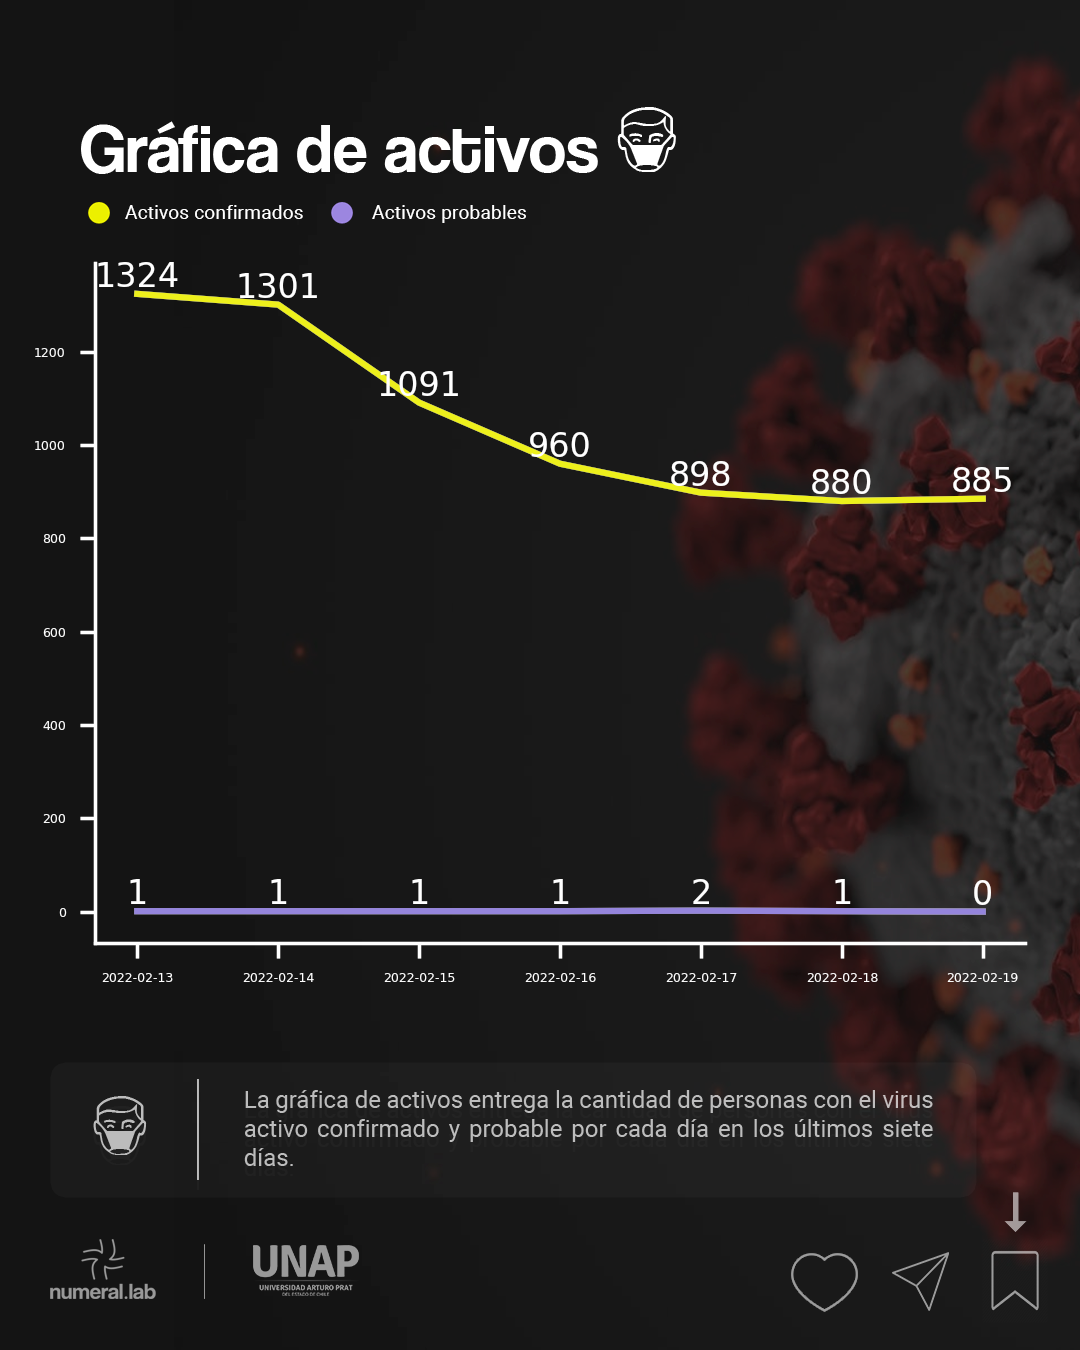 Gráfica de activos
Activos confirmados
Activos probables
1324
1301
1091
960
898
880
885
1200
1000
800
600
400
200
0
1
1
1
1
2
1
0
2022-02-13
2022-02-14
2022-02-15
2022-02-16
2022-02-17
2022-02-18
2022-02-19
La gráfica de activos entrega la cantidad de personas con el virus
activo confirmado y probable por cada día en los últimos siete
días.
numeral.lab
UNAP
UNIVERSIDAD ARTURO PRAT
DEL ESTADO DE CHILE